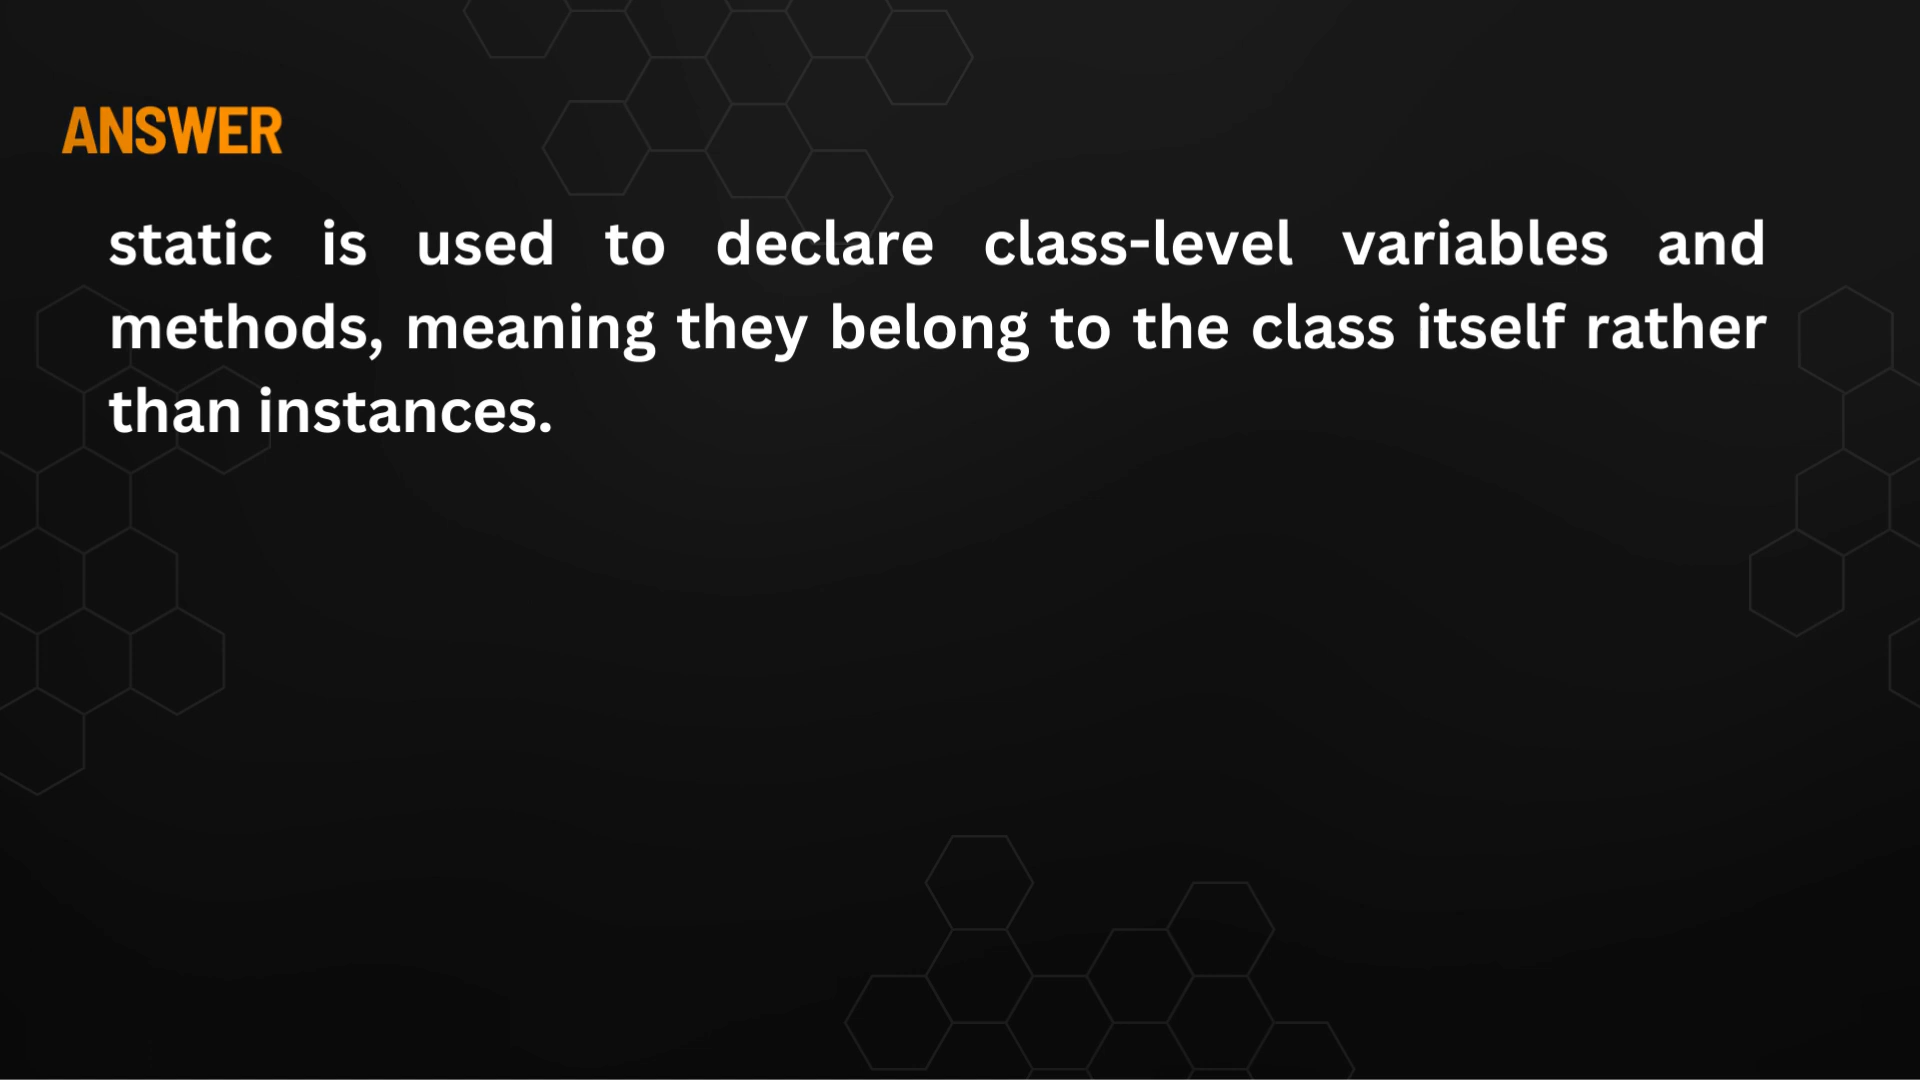 ANSWER
static is used to declare class-level variables and
methods, meaning they belong to the class itself rather
than instances.